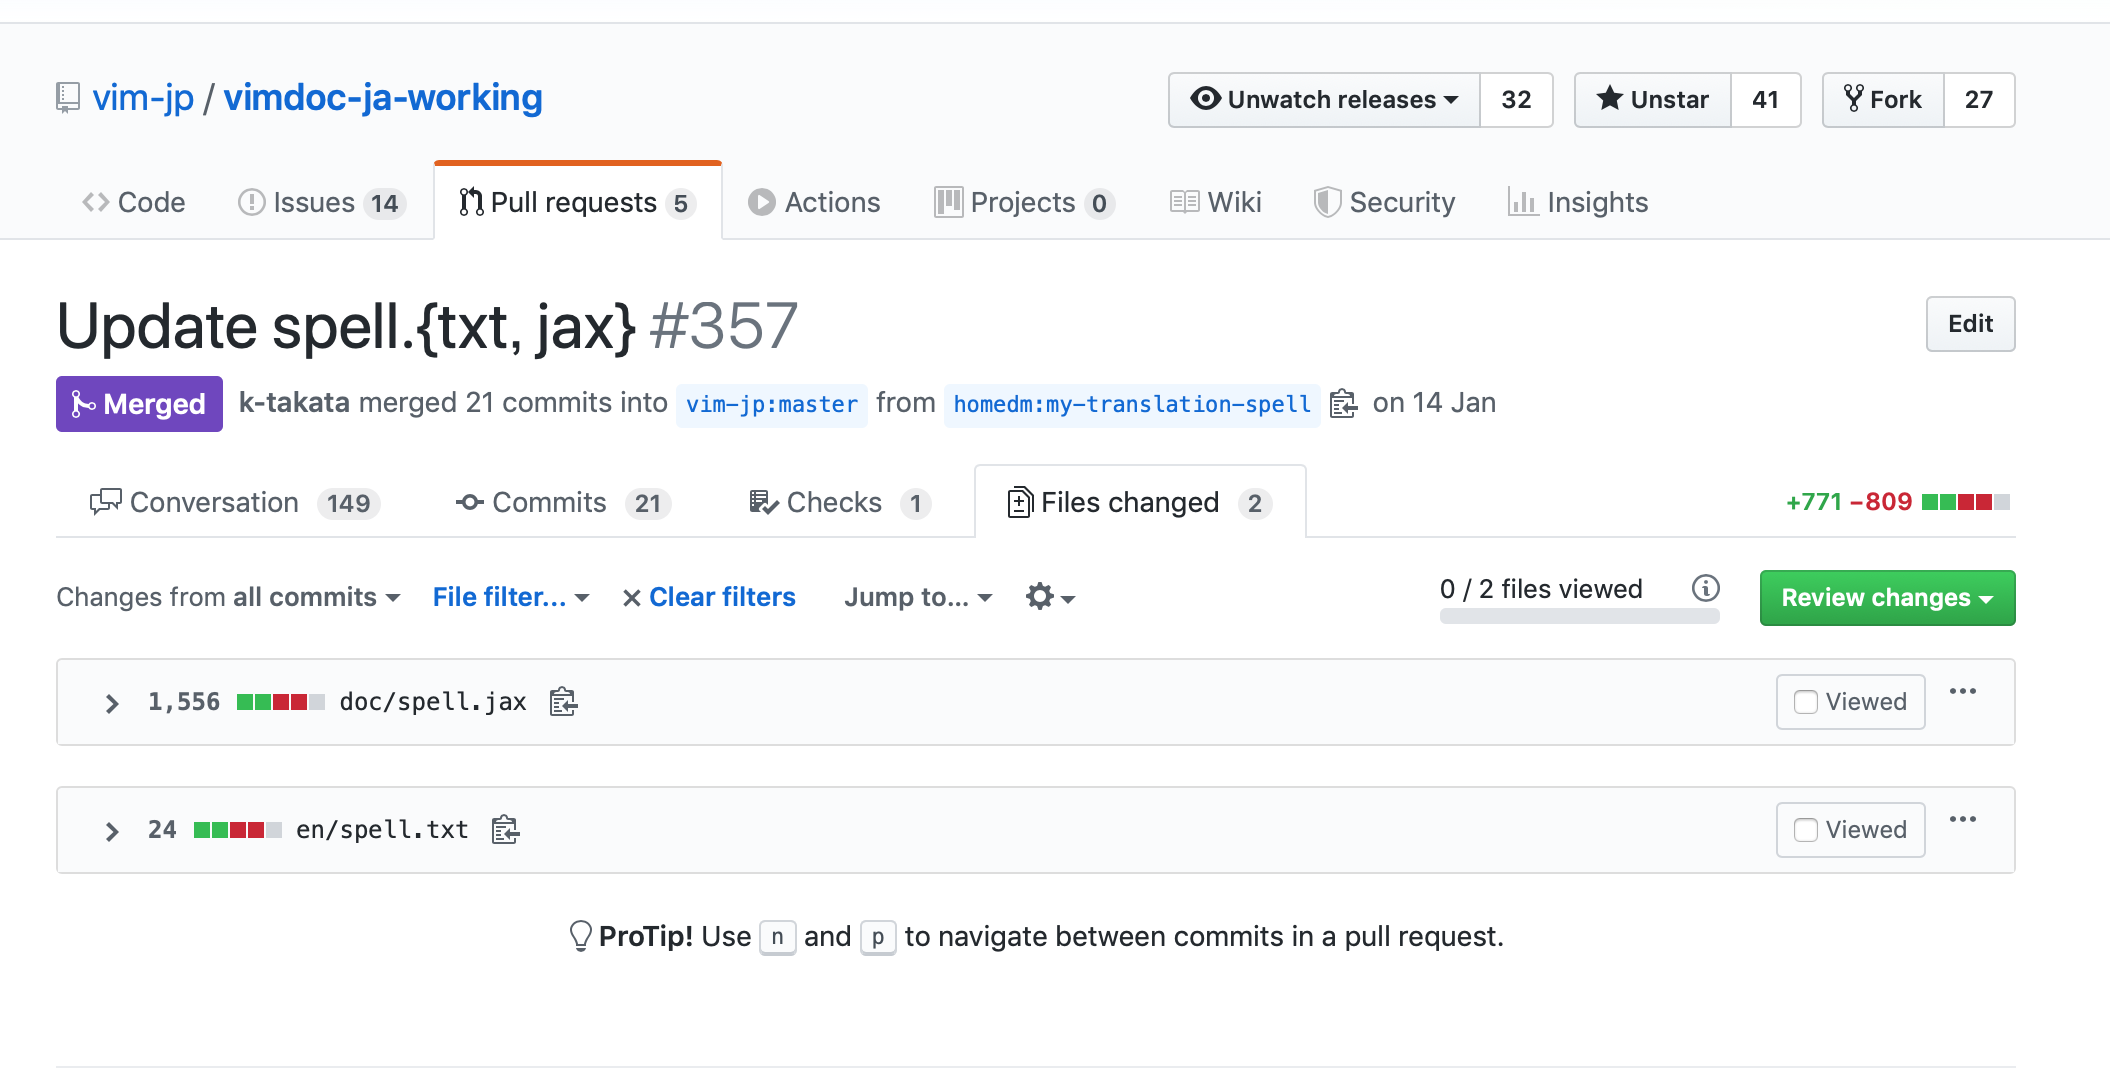 vim-jp / vimdoc-ja-working
Unwatch releases 32
Unstar 41
Fork 27
Code
Issues 14
Pull requests 5
Actions
Projects 0
Wiki
Security
Insights
Update spell.{txt, jax} #357
Edit
Merged k-takata merged 21 commits into vim-jp:master from homedm:my-translation-spell on 14 Jan
Conversation 149
Commits 21
Checks 1
Files changed 2
+771 −809
Changes from all commits
File filter...
Clear filters
Jump to...
0 / 2 files viewed
Review changes
1,556 doc/spell.jax
Viewed
24 en/spell.txt
Viewed
ProTip! Use n and p to navigate between commits in a pull request.